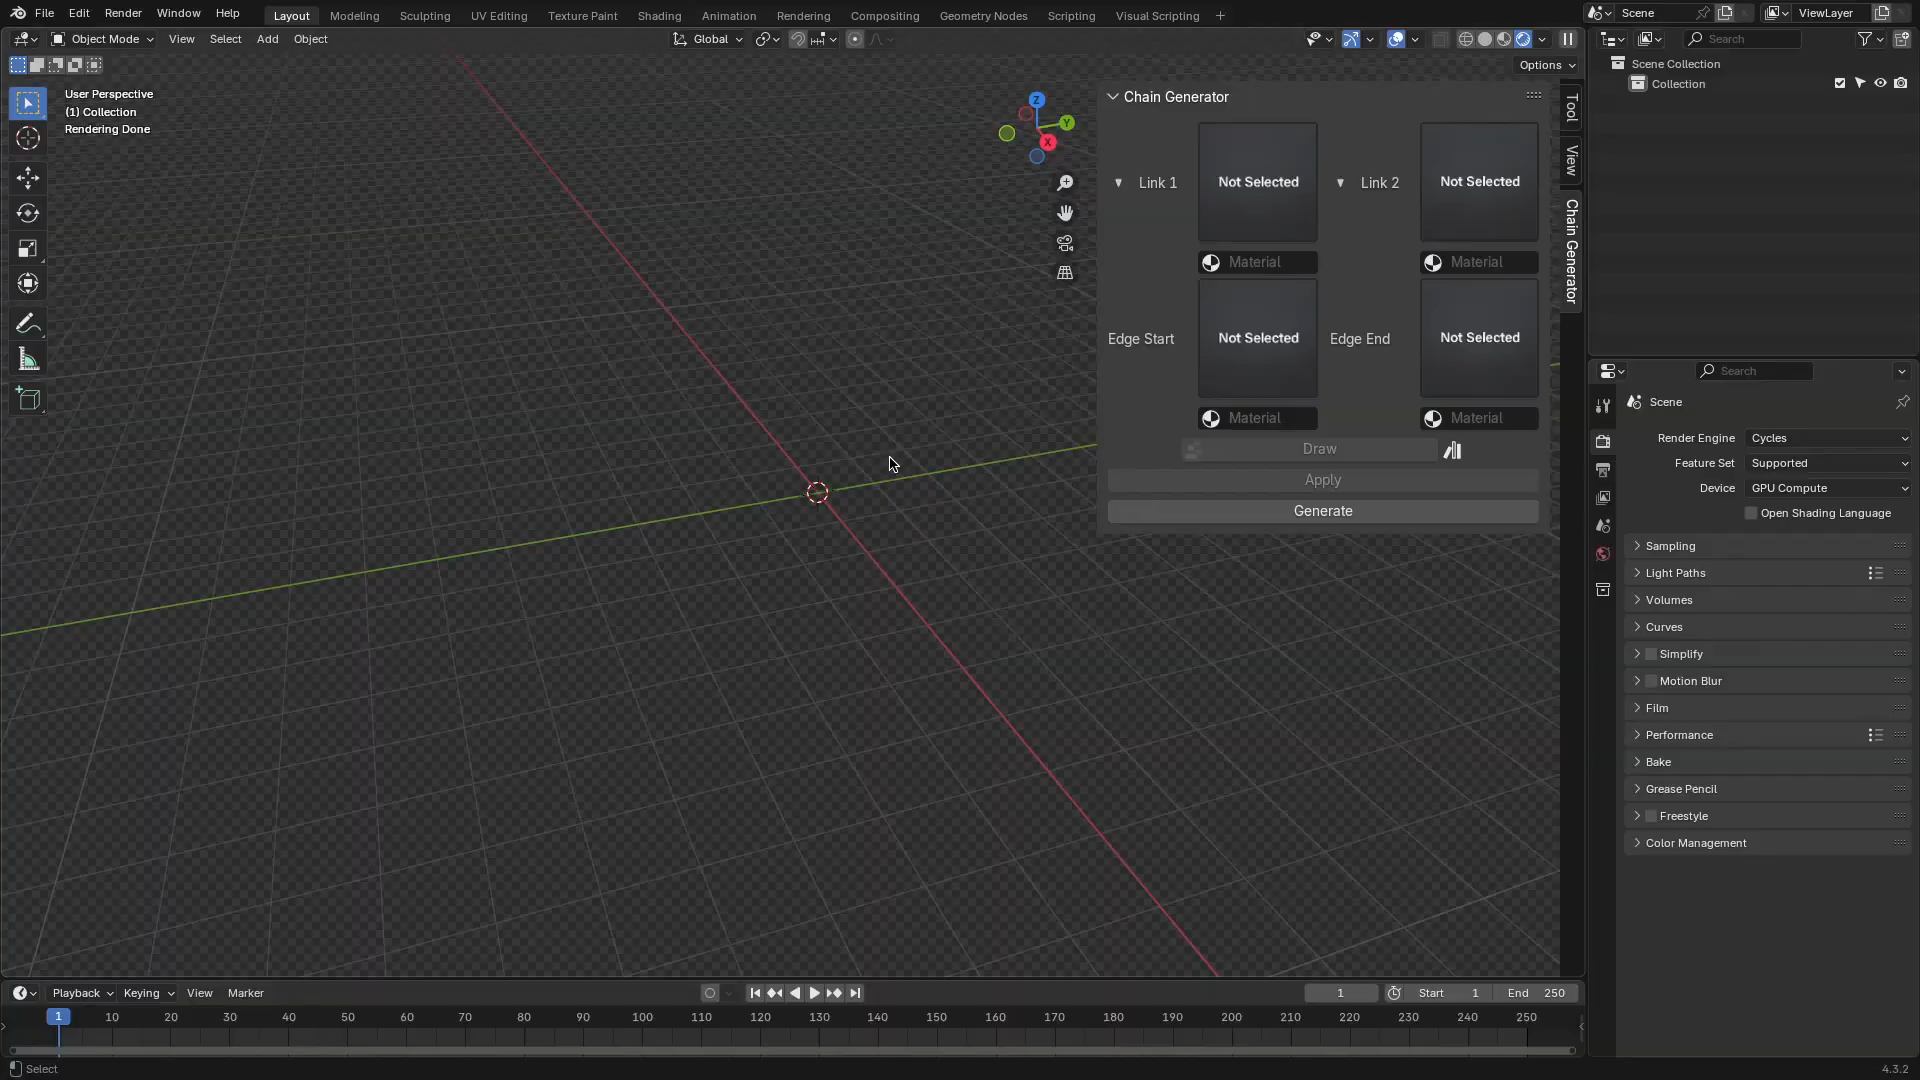 File Edit Render Window Help Layout Modeling Sculpting UV Editing Texture Paint Shading Animation Rendering Compositing Geometry Nodes Scripting Visual Scripting + Scene ViewLayer
Object Mode View Select Add Object Global Search
Options
User Perspective
(1) Collection
Rendering Done
Z
Y
X
Chain Generator
Link 1
Not Selected
Link 2
Not Selected
Material
Material
Edge Start
Not Selected
Edge End
Not Selected
Material
Material
Draw
Apply
Generate
Tool
View
Chain Generator
Scene Collection
Collection
Search
Scene
Render Engine Cycles
Feature Set Supported
Device GPU Compute
Open Shading Language
Sampling
Light Paths
Volumes
Curves
Simplify
Motion Blur
Film
Performance
Bake
Grease Pencil
Freestyle
Color Management
Playback Keying View Marker 1 Start 1 End 250
1 10 20 30 40 50 60 70 80 90 100 110 120 130 140 150 160 170 180 190 200 210 220 230 240 250
Select 4.3.2